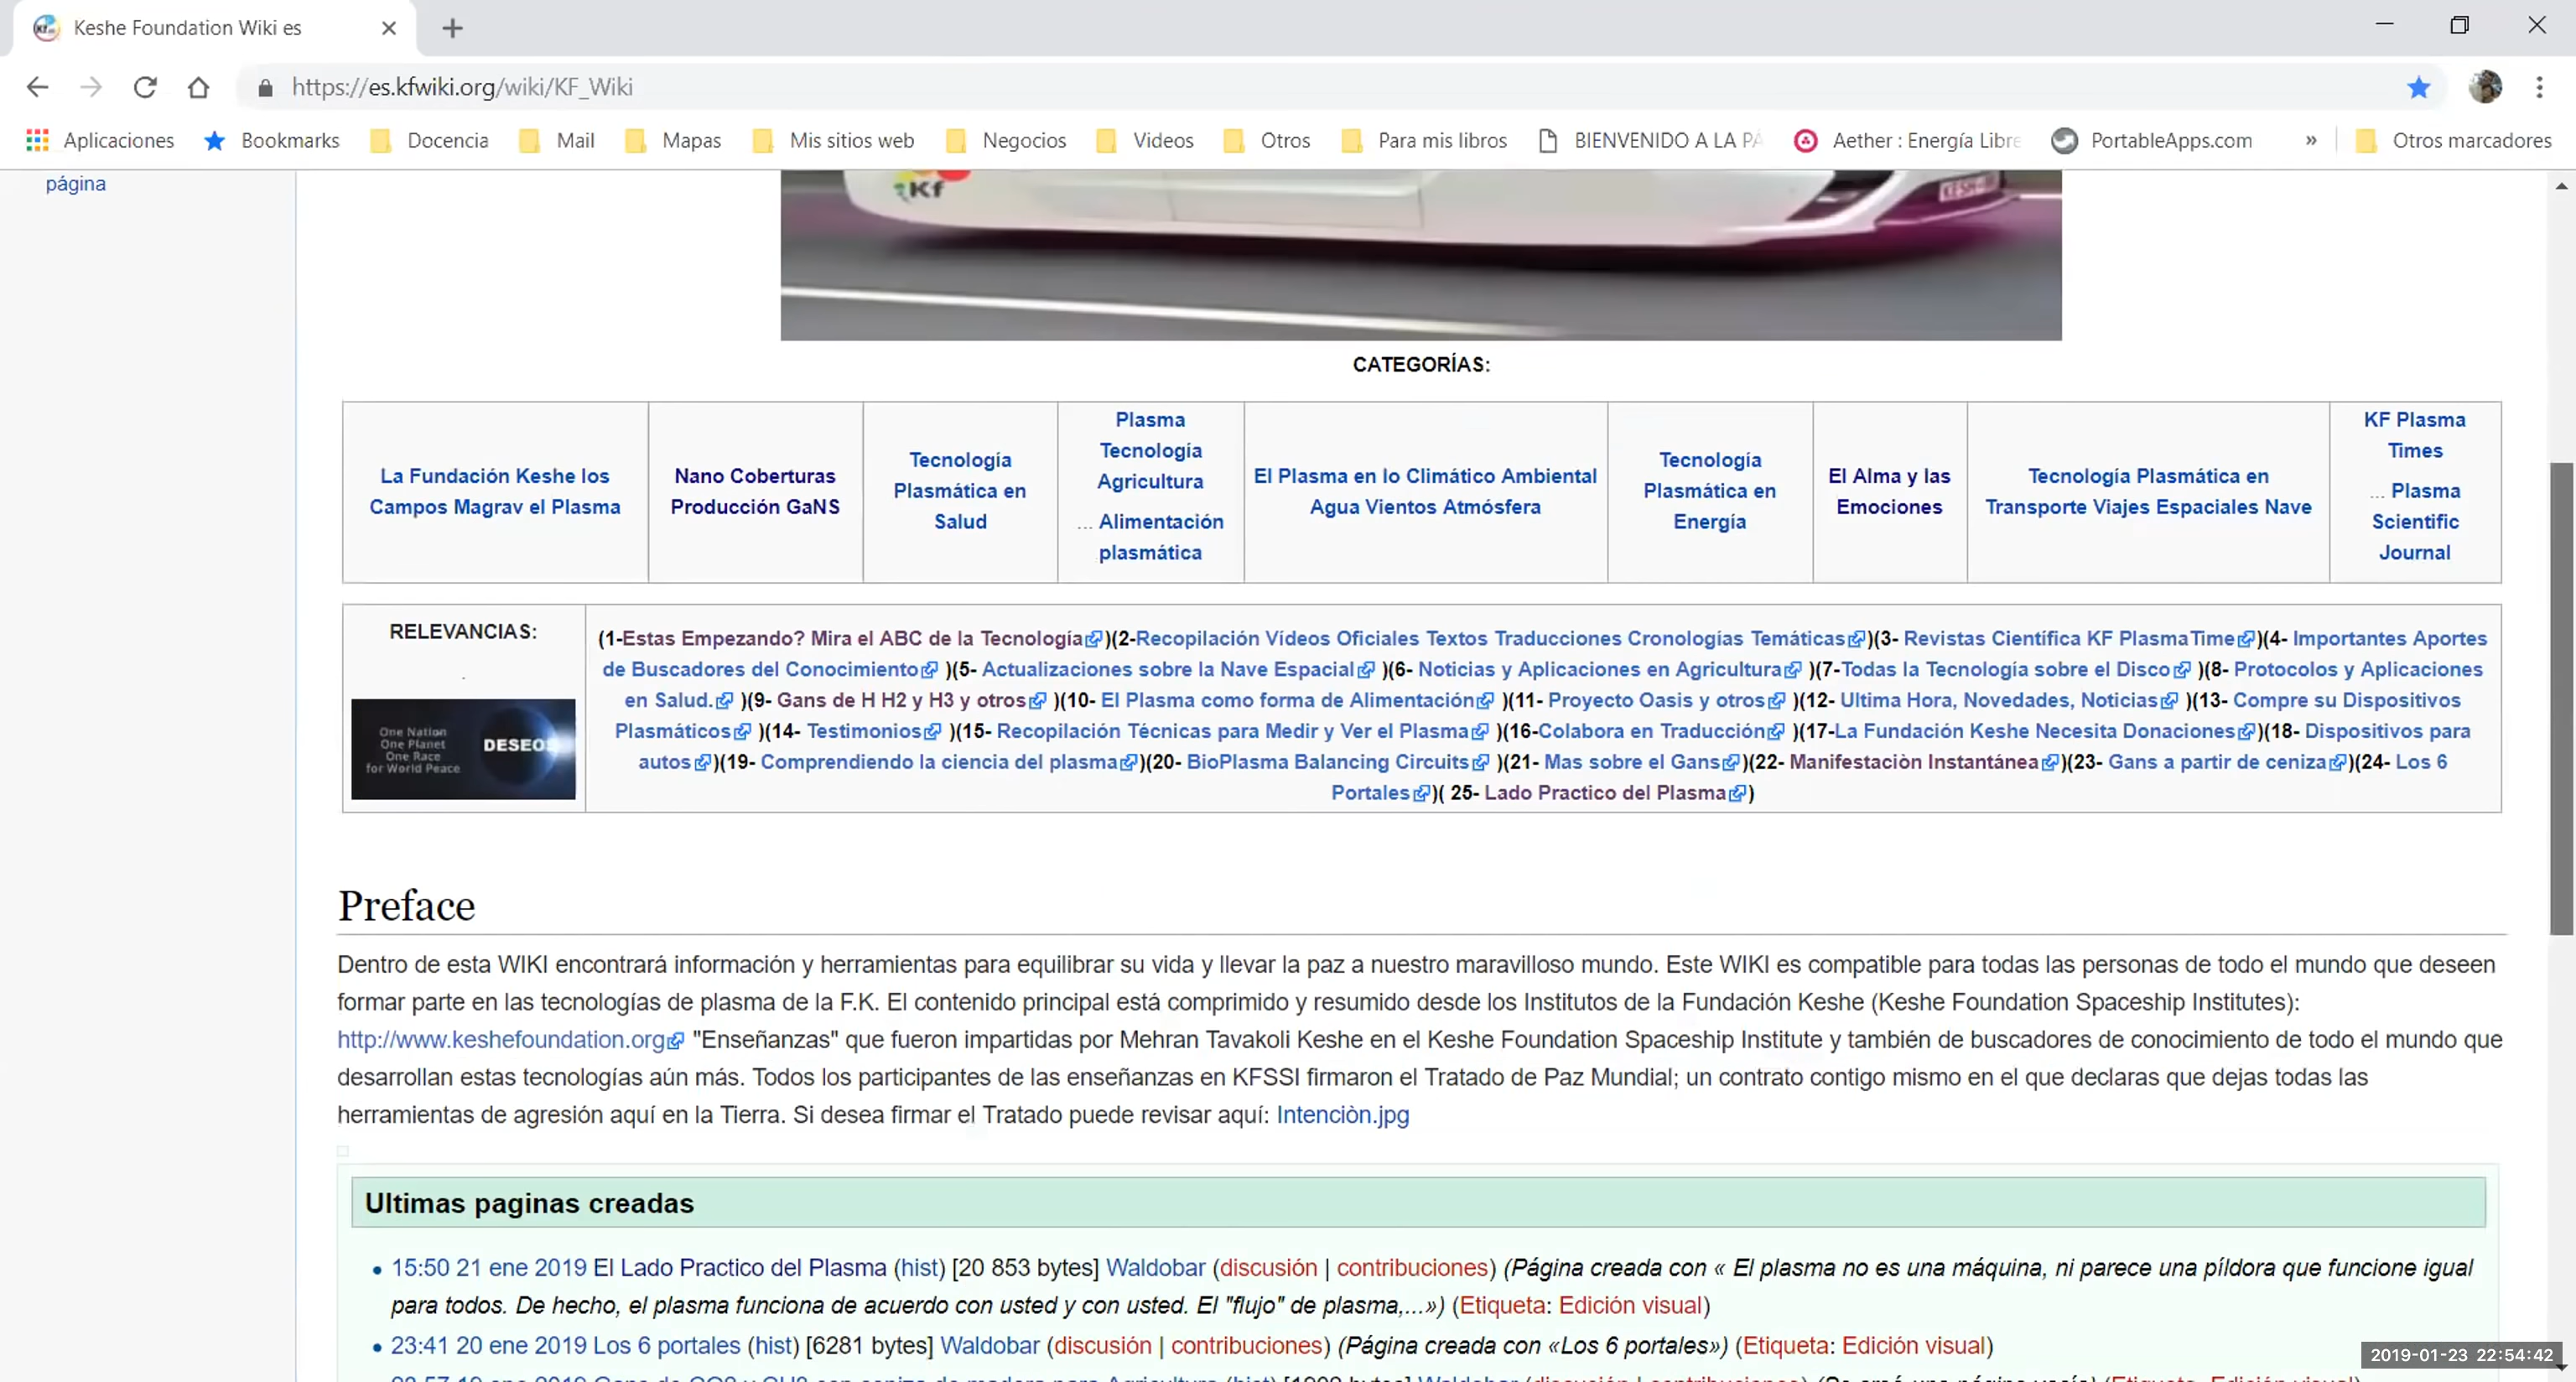 Keshe Foundation Wiki es
https://es.kfwiki.org/wiki/KF_Wiki
Aplicaciones Bookmarks Docencia Mail Mapas Mis sitios web Negocios Videos Otros Para mis libros BIENVENIDO A LA PÁ Aether : Energía Libre PortableApps.com » Otros marcadores
página
Kf
KESHE
CATEGORÍAS:
La Fundación Keshe los
Campos Magrav el Plasma
Nano Coberturas
Producción GaNS
Tecnología
Plasmática en
Salud
Plasma
Tecnología
Agricultura
... Alimentación
plasmática
El Plasma en lo Climático Ambiental
Agua Vientos Atmósfera
Tecnología
Plasmática en
Energía
El Alma y las
Emociones
Tecnología Plasmática en
Transporte Viajes Espaciales Nave
KF Plasma
Times
... Plasma
Scientific
Journal
RELEVANCIAS:
.
One Nation
One Planet
One Race
for World Peace
DESEOS
(1-Estas Empezando? Mira el ABC de la Tecnología)(2-Recopilación Vídeos Oficiales Textos Traducciones Cronologías Temáticas)(3- Revistas Científica KF PlasmaTime)(4- Importantes Aportes
de Buscadores del Conocimiento )(5- Actualizaciones sobre la Nave Espacial )(6- Noticias y Aplicaciones en Agricultura )(7-Todas la Tecnología sobre el Disco )(8- Protocolos y Aplicaciones
en Salud. )(9- Gans de H H2 y H3 y otros )(10- El Plasma como forma de Alimentación )(11- Proyecto Oasis y otros )(12- Ultima Hora, Novedades, Noticias )(13- Compre su Dispositivos
Plasmáticos )(14- Testimonios )(15- Recopilación Técnicas para Medir y Ver el Plasma )(16-Colabora en Traducción )(17-La Fundación Keshe Necesita Donaciones)(18- Dispositivos para
autos)(19- Comprendiendo la ciencia del plasma)(20- BioPlasma Balancing Circuits )(21- Mas sobre el Gans)(22- Manifestaciòn Instantánea)(23- Gans a partir de ceniza)(24- Los 6
Portales)( 25- Lado Practico del Plasma)
Preface
Dentro de esta WIKI encontrará información y herramientas para equilibrar su vida y llevar la paz a nuestro maravilloso mundo. Este WIKI es compatible para todas las personas de todo el mundo que deseen
formar parte en las tecnologías de plasma de la F.K. El contenido principal está comprimido y resumido desde los Institutos de la Fundación Keshe (Keshe Foundation Spaceship Institutes):
http://www.keshefoundation.org "Enseñanzas" que fueron impartidas por Mehran Tavakoli Keshe en el Keshe Foundation Spaceship Institute y también de buscadores de conocimiento de todo el mundo que
desarrollan estas tecnologías aún más. Todos los participantes de las enseñanzas en KFSSI firmaron el Tratado de Paz Mundial; un contrato contigo mismo en el que declaras que dejas todas las
herramientas de agresión aquí en la Tierra. Si desea firmar el Tratado puede revisar aquí: Intenciòn.jpg
Ultimas paginas creadas
• 15:50 21 ene 2019 El Lado Practico del Plasma (hist) [20 853 bytes] Waldobar (discusión | contribuciones) (Página creada con « El plasma no es una máquina, ni parece una píldora que funcione igual
para todos. De hecho, el plasma funciona de acuerdo con usted y con usted. El "flujo" de plasma,...») (Etiqueta: Edición visual)
• 23:41 20 ene 2019 Los 6 portales (hist) [6281 bytes] Waldobar (discusión | contribuciones) (Página creada con «Los 6 portales») (Etiqueta: Edición visual)
2019-01-23 22:54:42